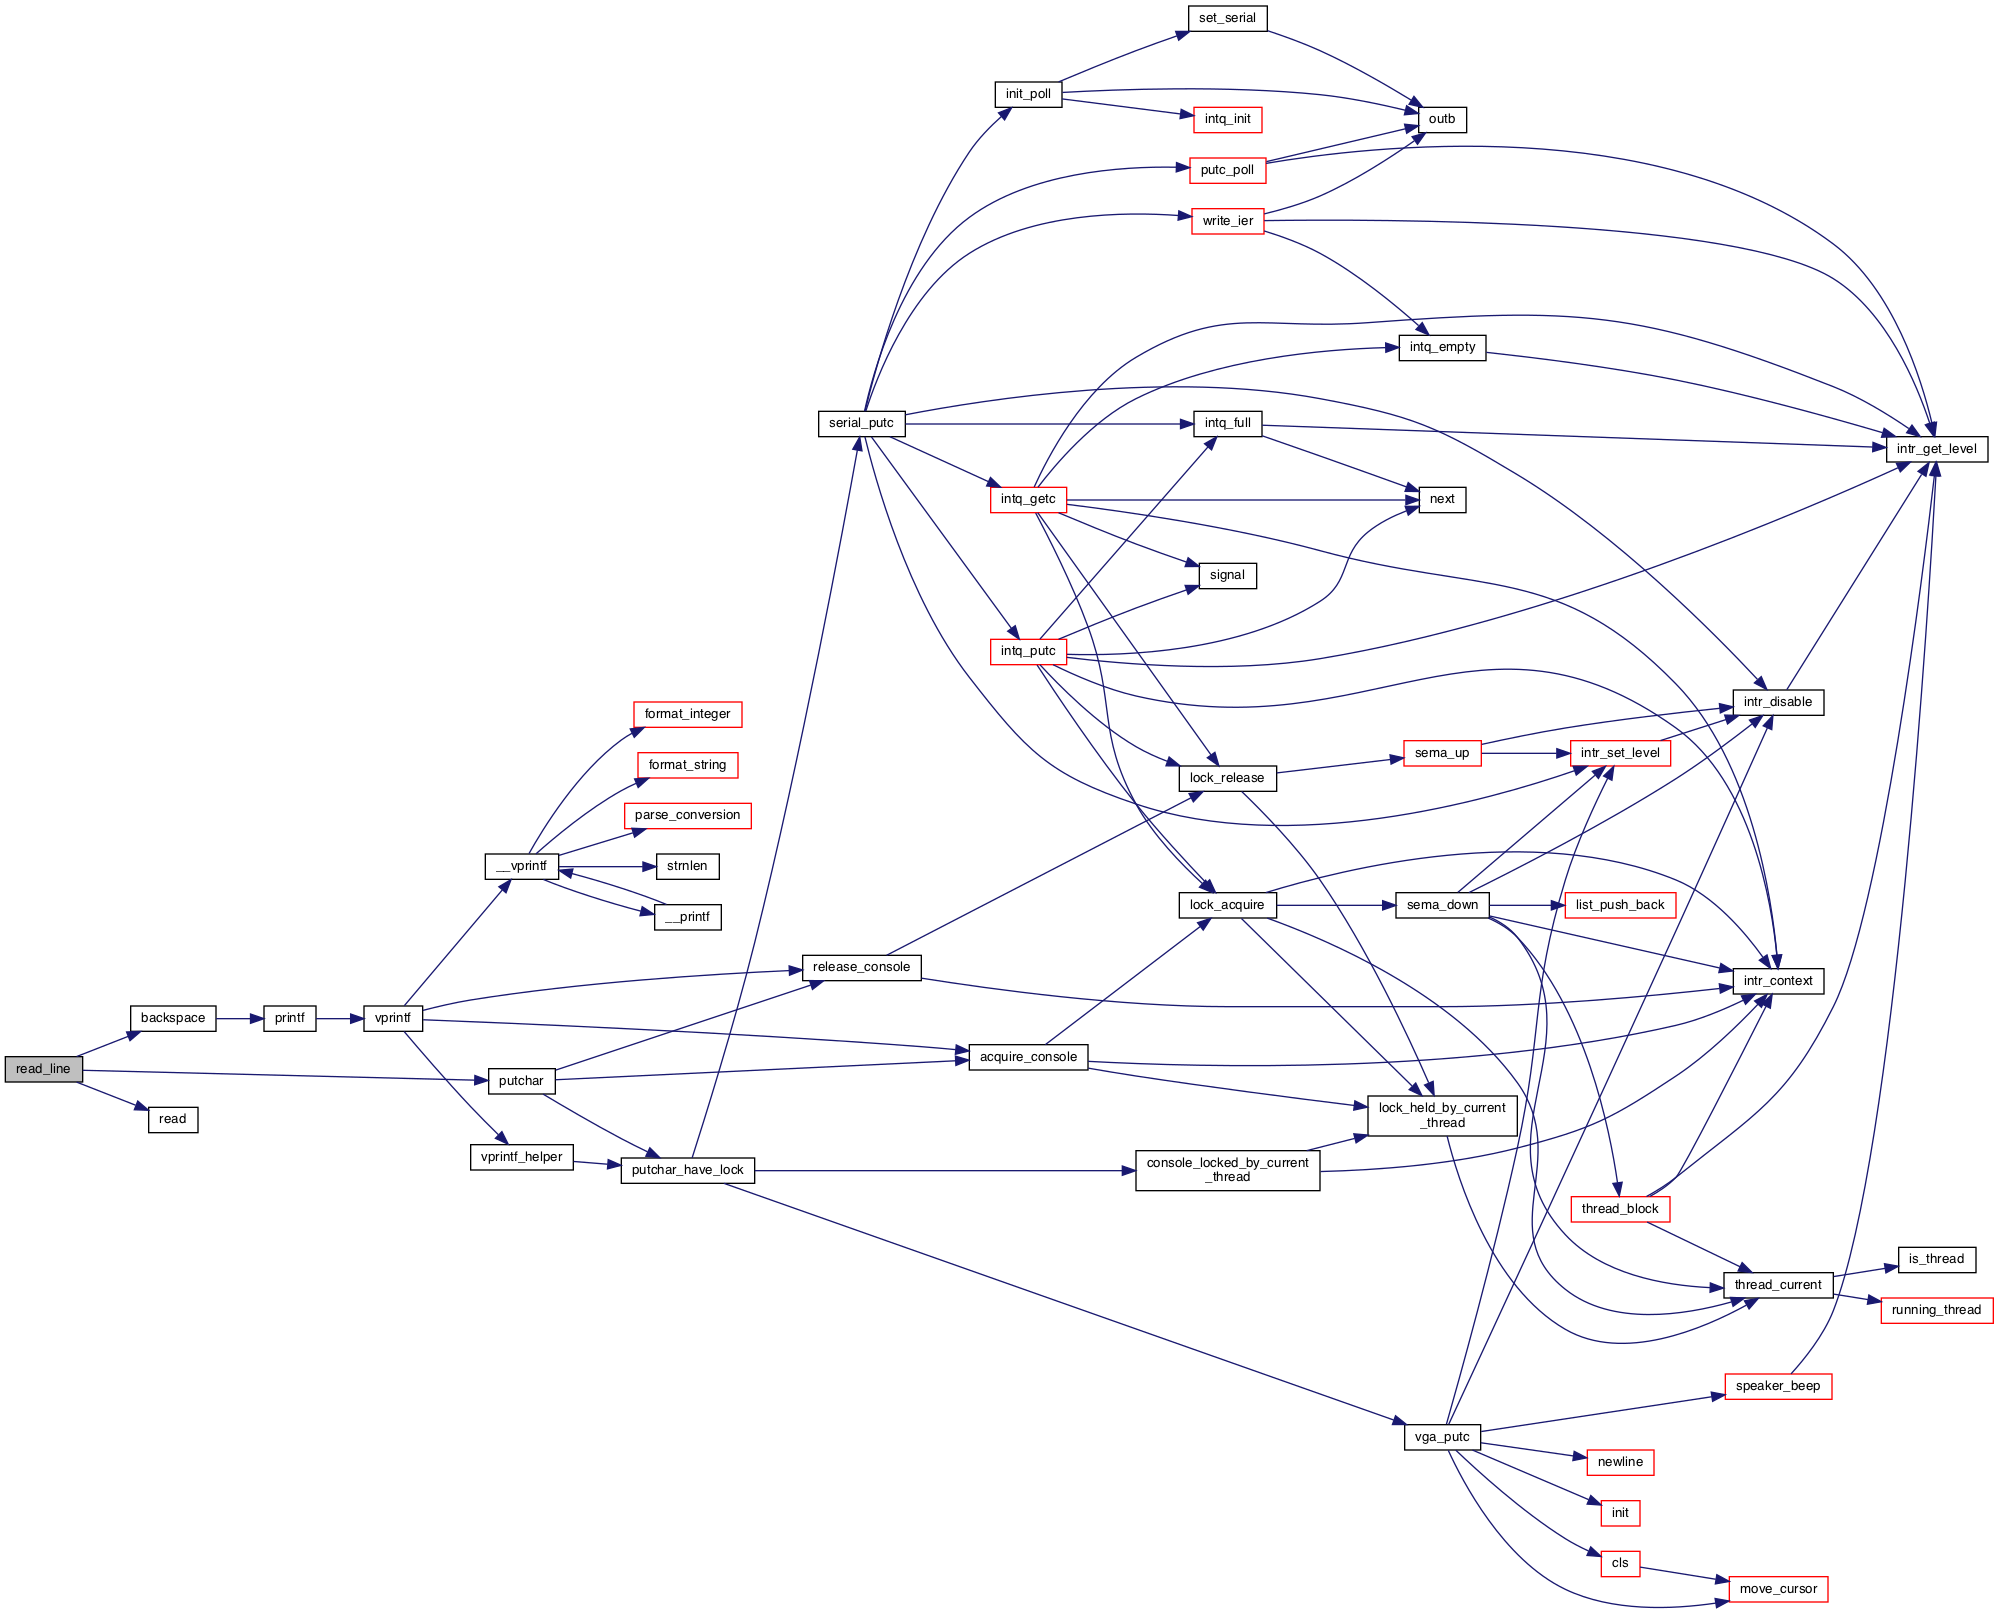 set_serial
init_poll
intq_init
outb
putc_poll
write_ier
intq_empty
serial_putc
intq_full
intr_get_level
intq_getc
next
signal
intq_putc
intr_disable
format_integer
format_string
sema_up
intr_set_level
lock_release
parse_conversion
__vprintf
strnlen
__printf
lock_acquire
sema_down
list_push_back
release_console
intr_context
backspace
printf
vprintf
acquire_console
read_line
putchar
read
lock_held_by_current
_thread
vprintf_helper
putchar_have_lock
console_locked_by_current
_thread
thread_block
is_thread
thread_current
running_thread
speaker_beep
vga_putc
newline
init
cls
move_cursor